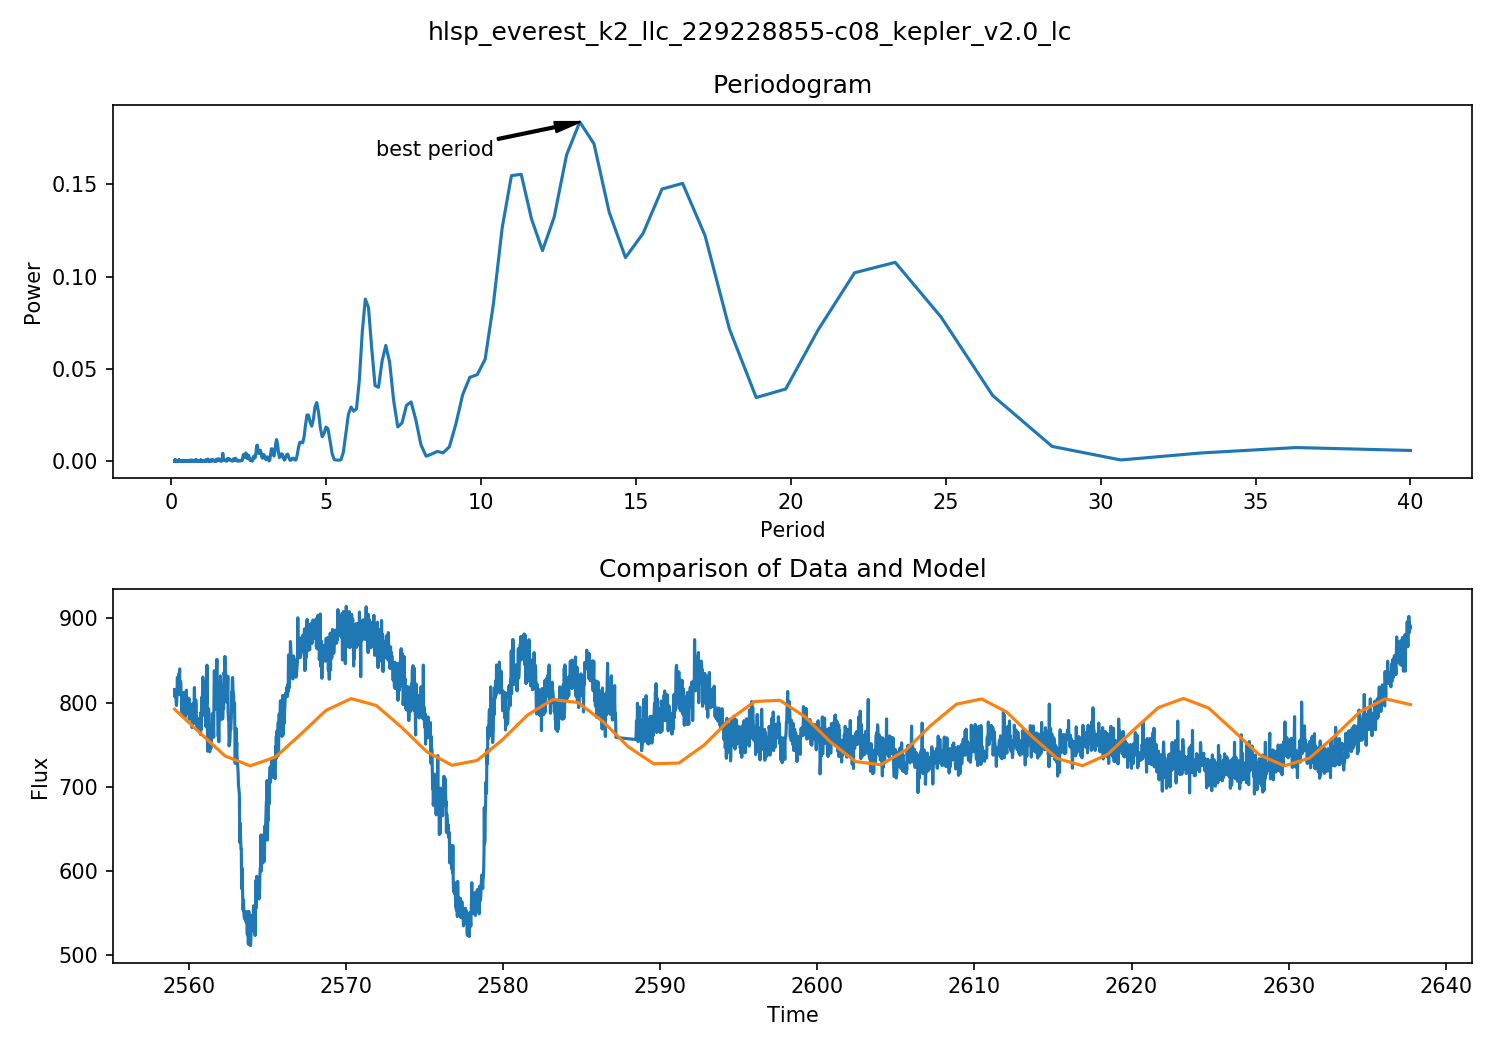 hlsp_everest_k2_llc_229228855-c08_kepler_v2.0_lc
Periodogram
best period
Power
0.15
0.10
0.05
0.00
0 5 10 15 20 25 30 35 40
Period
Comparison of Data and Model
Flux
900
800
700
600
500
2560 2570 2580 2590 2600 2610 2620 2630 2640
Time